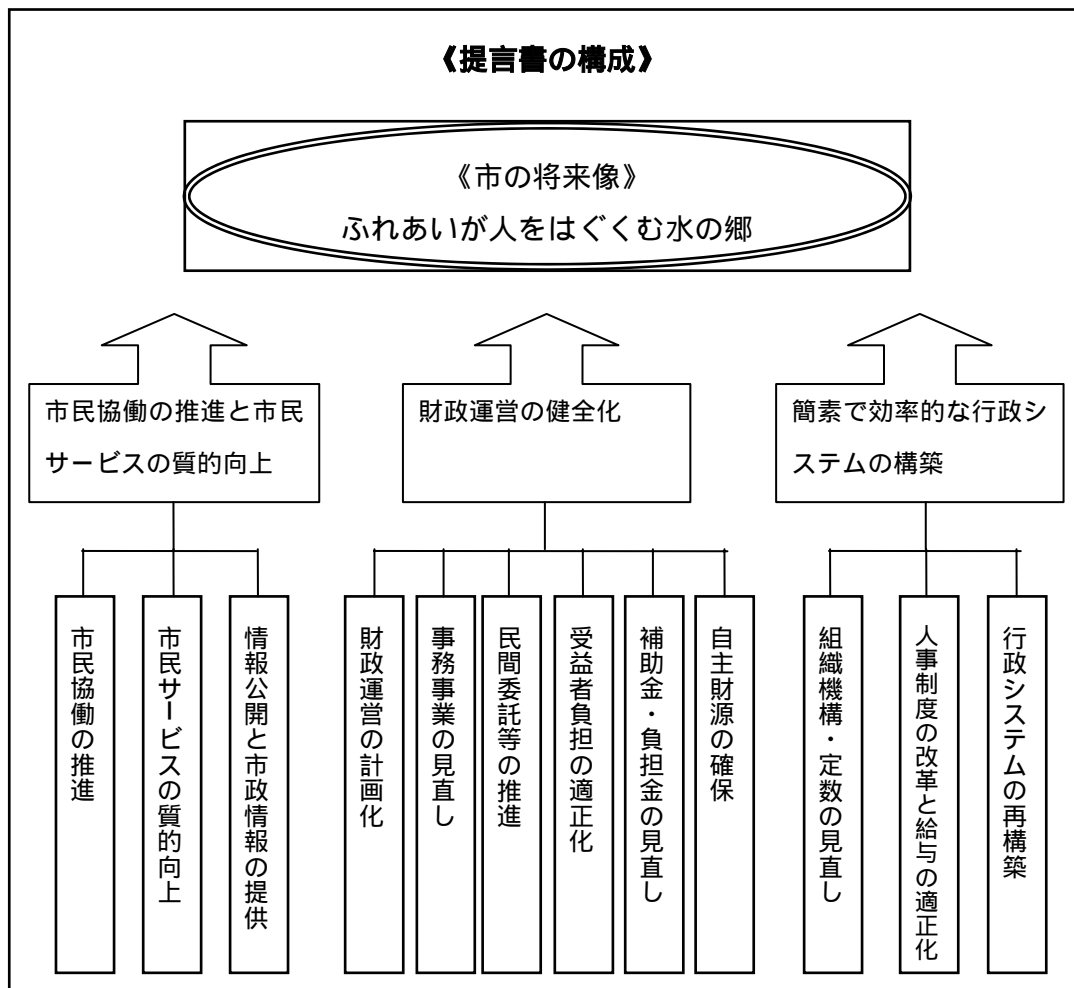 《提言書の構成》
《市の将来像》
ふれあいが人をはぐくむ水の郷
市民協働の推進と市民
サービスの質的向上
財政運営の健全化
簡素で効率的な行政シ
ステムの構築
市民協働の推進
市民サービスの質的向上
情報公開と市政情報の提供
財政運営の計画化
事務事業の見直し
民間委託等の推進
受益者負担の適正化
補助金・負担金の見直し
自主財源の確保
組織機構・定数の見直し
人事制度の改革と給与の適正化
行政システムの再構築